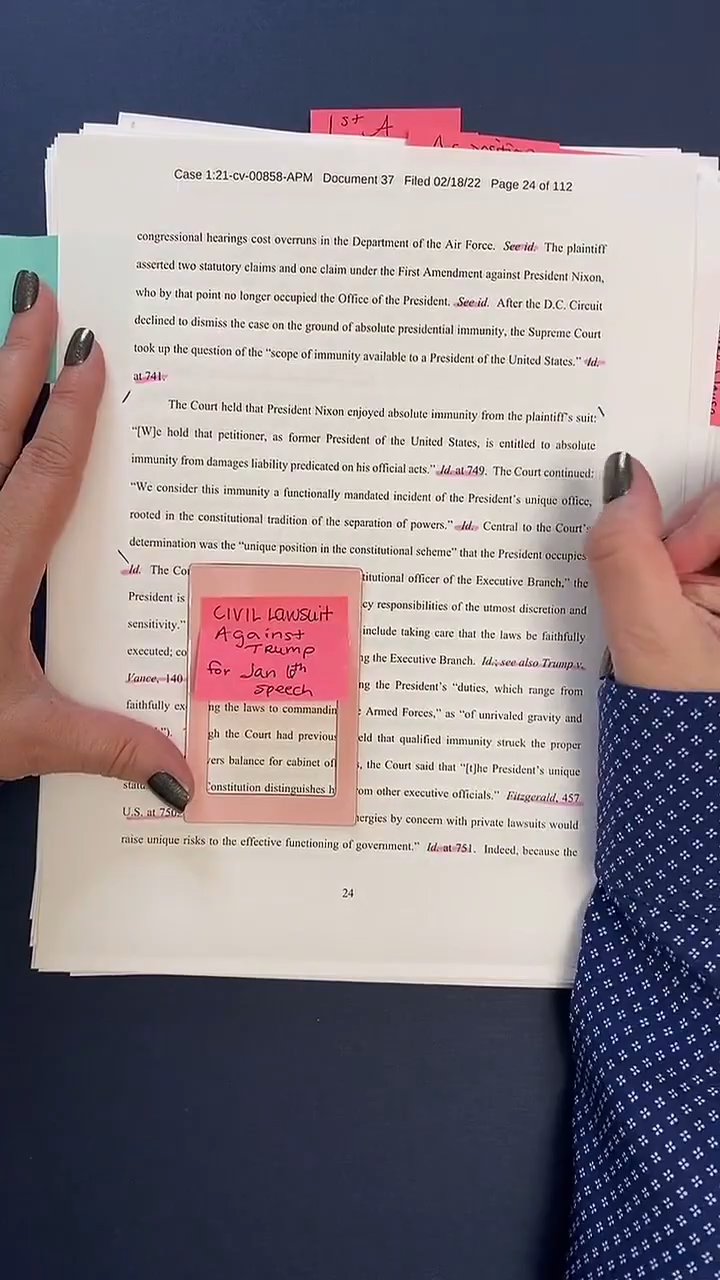 1st A
Case 1:21-cv-00858-APM Document 37 Filed 02/18/22 Page 24 of 112
congressional hearings cost overruns in the Department of the Air Force. See id. The plaintiff
asserted two statutory claims and one claim under the First Amendment against President Nixon,
who by that point no longer occupied the Office of the President. See id. After the D.C. Circuit
declined to dismiss the case on the ground of absolute presidential immunity, the Supreme Court
took up the question of the “scope of immunity available to a President of the United States.” Id.
at 741.
The Court held that President Nixon enjoyed absolute immunity from the plaintiff's suit:
“[W]e hold that petitioner, as former President of the United States, is entitled to absolute
immunity from damages liability predicated on his official acts.” Id. at 749. The Court continued:
“We consider this immunity a functionally mandated incident of the President's unique office,
rooted in the constitutional tradition of the separation of powers.” Id. Central to the Court's
determination was the “unique position in the constitutional scheme” that the President occupies
Id. The Co titutional officer of the Executive Branch,” the
President is cy responsibilities of the utmost discretion and
sensitivity.” include taking care that the laws be faithfully
executed; co ng the Executive Branch. Id.; see also Trump v.
Vance, 140 ng the President's “duties, which range from
faithfully ex ng the laws to commandin Armed Forces,” as “of unrivaled gravity and
gh the Court had previous eld that qualified immunity struck the proper
vers balance for cabinet of , the Court said that “[t]he President's unique
statu Constitution distinguishes h om other executive officials.” Fitzgerald, 457
U.S. at 750. nergies by concern with private lawsuits would
raise unique risks to the effective functioning of government.” Id. at 751. Indeed, because the
24
CIVIL LAWSUIT
Against
TRUMP
for Jan 6th
speech